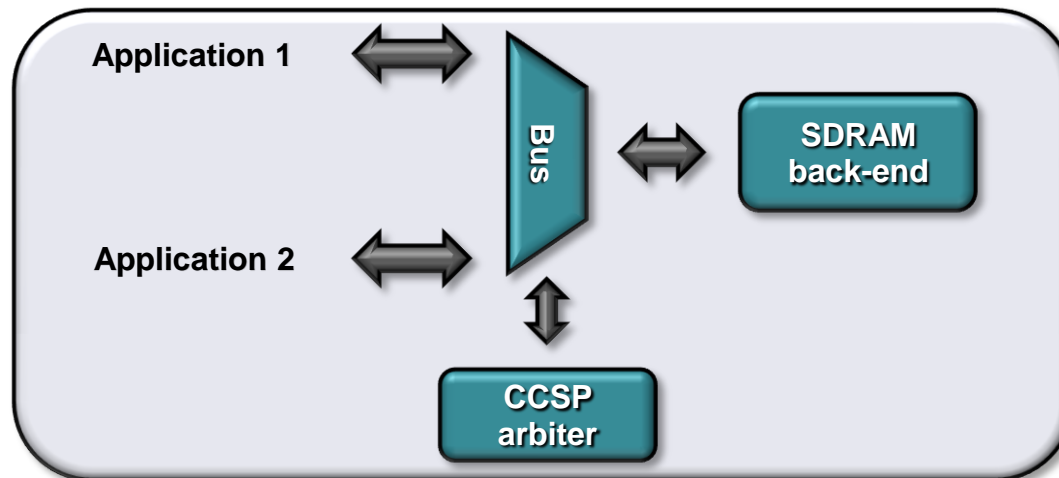 Application 1
Bus
SDRAM
back-end
Application 2
CCSP
arbiter